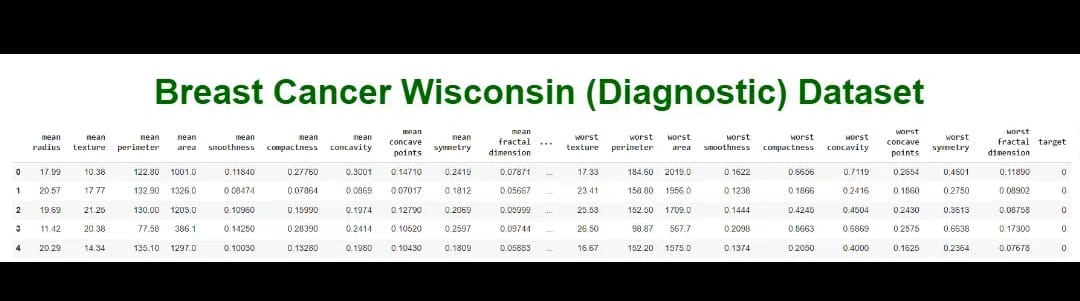 Breast Cancer Wisconsin (Diagnostic) Dataset
mean radius mean texture mean perimeter mean area mean smoothness mean compactness mean concavity mean concave points mean symmetry mean fractal dimension ... worst texture worst perimeter worst area worst smoothness worst compactness worst concavity worst concave points worst symmetry worst fractal dimension target
0 17.99 10.38 122.80 1001.0 0.11840 0.27760 0.3001 0.14710 0.2419 0.07871 ... 17.33 184.60 2019.0 0.1622 0.6656 0.7119 0.2654 0.4601 0.11890 0
1 20.57 17.77 132.90 1326.0 0.08474 0.07864 0.0869 0.07017 0.1812 0.05667 ... 23.41 158.80 1956.0 0.1238 0.1866 0.2416 0.1860 0.2750 0.08902 0
2 19.69 21.25 130.00 1203.0 0.10960 0.15990 0.1974 0.12790 0.2069 0.05999 ... 25.53 152.50 1709.0 0.1444 0.4245 0.4504 0.2430 0.3613 0.08758 0
3 11.42 20.38 77.58 386.1 0.14250 0.28390 0.2414 0.10520 0.2597 0.09744 ... 26.50 98.87 567.7 0.2098 0.8663 0.6869 0.2575 0.6638 0.17300 0
4 20.29 14.34 135.10 1297.0 0.10030 0.13280 0.1980 0.10430 0.1809 0.05883 ... 16.67 152.20 1575.0 0.1374 0.2050 0.4000 0.1625 0.2364 0.07678 0